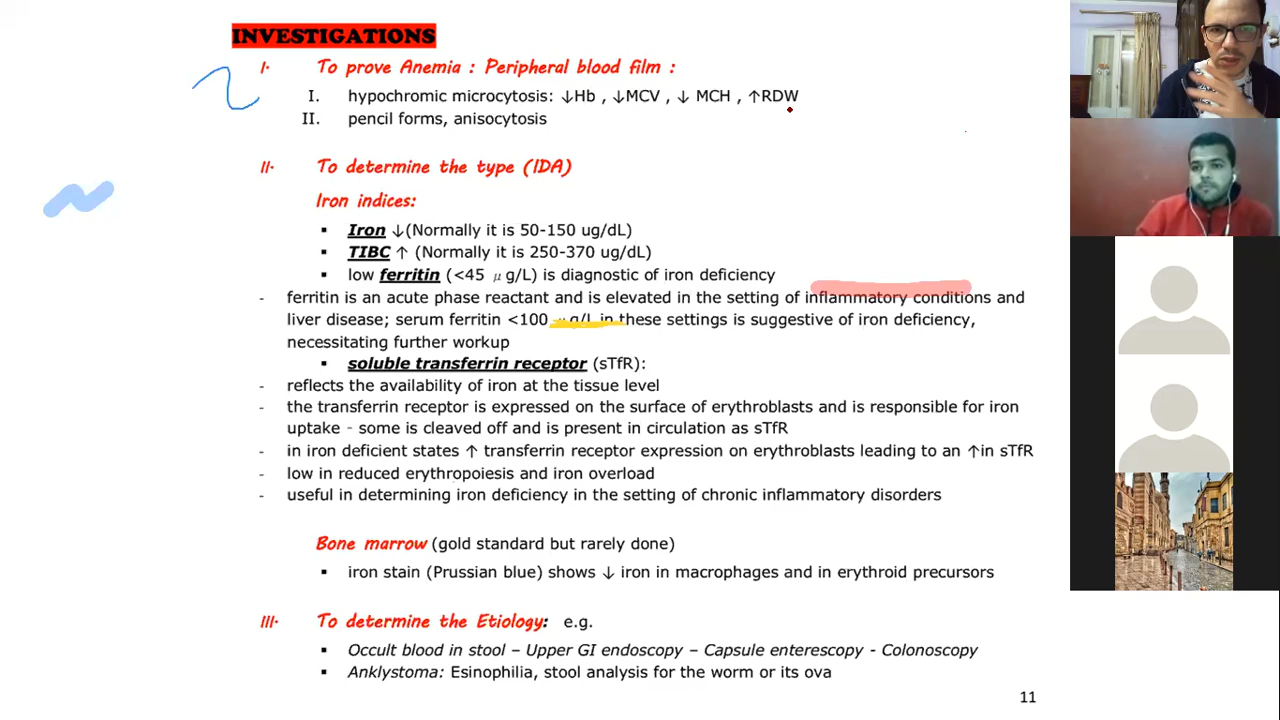 INVESTIGATIONS
I. To prove Anemia : Peripheral blood film :
I. hypochromic microcytosis: ↓Hb , ↓MCV , ↓ MCH , ↑RDW
II. pencil forms, anisocytosis
II. To determine the type (IDA)
Iron indices:
▪ Iron ↓(Normally it is 50-150 ug/dL)
▪ TIBC ↑ (Normally it is 250-370 ug/dL)
▪ low ferritin (<45 μg/L) is diagnostic of iron deficiency
- ferritin is an acute phase reactant and is elevated in the setting of inflammatory conditions and
liver disease; serum ferritin <100 μg/L in these settings is suggestive of iron deficiency,
necessitating further workup
▪ soluble transferrin receptor (sTfR):
- reflects the availability of iron at the tissue level
- the transferrin receptor is expressed on the surface of erythroblasts and is responsible for iron
uptake – some is cleaved off and is present in circulation as sTfR
- in iron deficient states ↑ transferrin receptor expression on erythroblasts leading to an ↑in sTfR
- low in reduced erythropoiesis and iron overload
- useful in determining iron deficiency in the setting of chronic inflammatory disorders
Bone marrow (gold standard but rarely done)
▪ iron stain (Prussian blue) shows ↓ iron in macrophages and in erythroid precursors
III. To determine the Etiology: e.g.
▪ Occult blood in stool – Upper GI endoscopy – Capsule enterescopy - Colonoscopy
▪ Anklystoma: Esinophilia, stool analysis for the worm or its ova
11